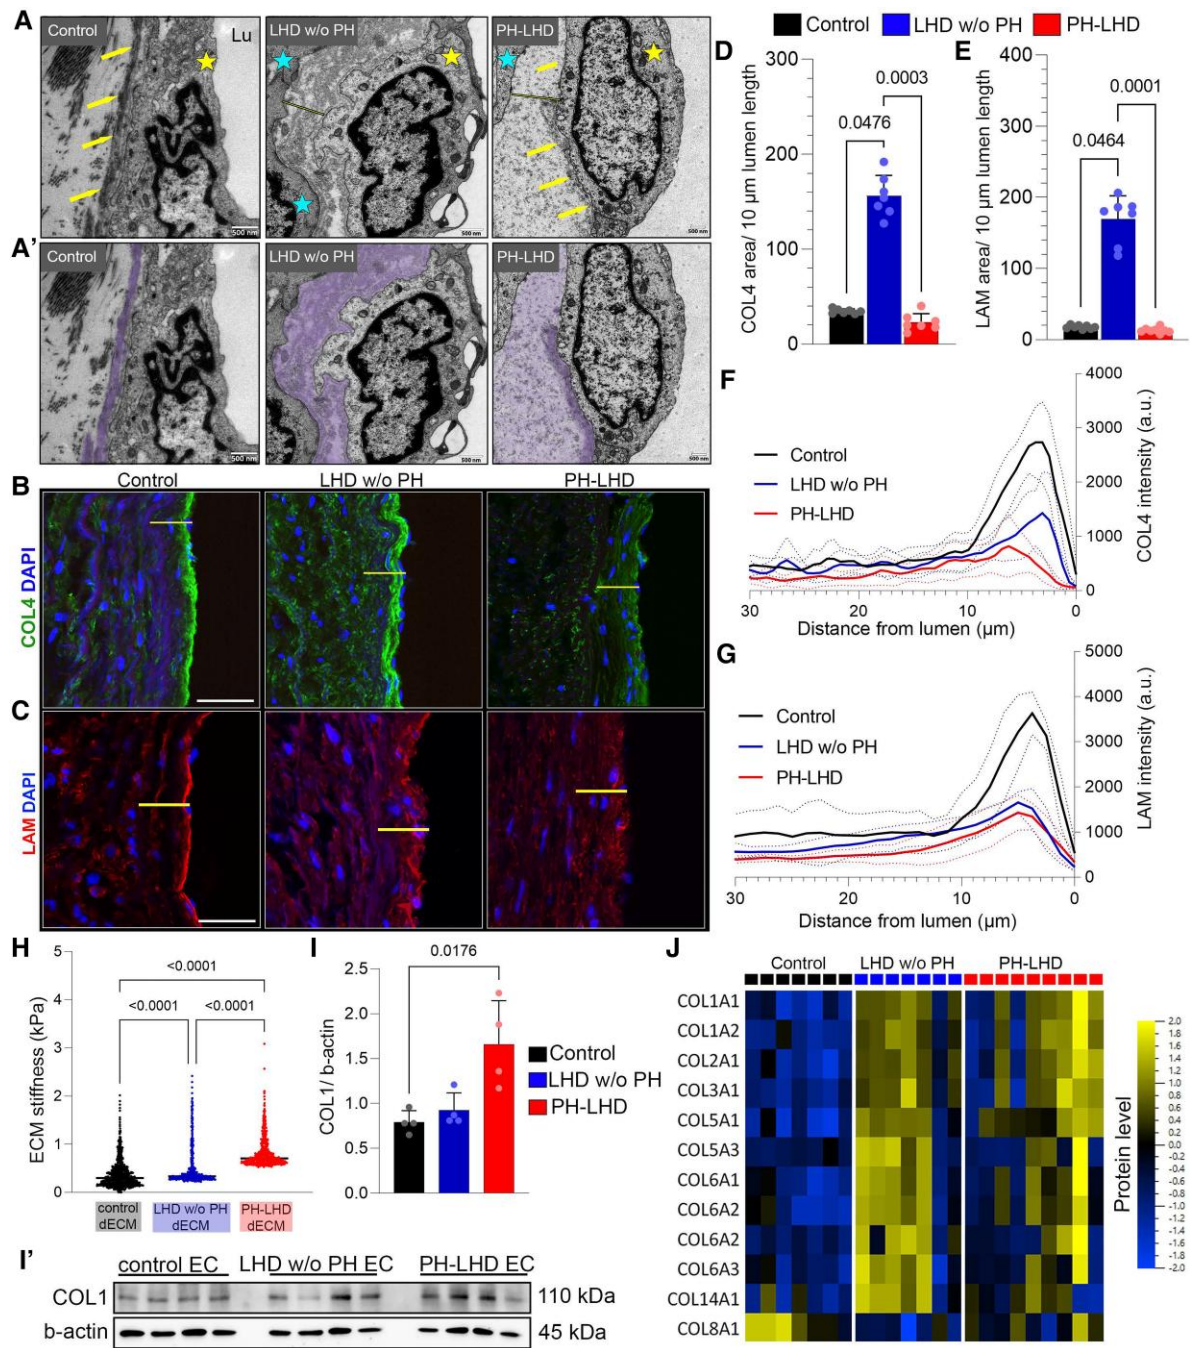 Control LHD w/o PH PH-LHD
A Control Lu LHD w/o PH PH-LHD
500 nm 500 nm 500 nm
A' Control LHD w/o PH PH-LHD
500 nm 500 nm 500 nm
D
COL4 area/ 10 µm lumen length
300
200
100
0
0.0003
0.0476
E
LAM area/ 10 µm lumen length
400
300
200
100
0
0.0001
0.0464
B Control LHD w/o PH PH-LHD
COL4 DAPI
C
LAM DAPI
F
Control
LHD w/o PH
PH-LHD
4000
3000
2000
1000
0
COL4 intensity (a.u.)
30 20 10 0
Distance from lumen (µm)
G
Control
LHD w/o PH
PH-LHD
5000
4000
3000
2000
1000
0
LAM intensity (a.u.)
30 20 10 0
Distance from lumen (µm)
H
ECM stiffness (kPa)
5
4
3
2
1
0
<0.0001
<0.0001 <0.0001
control dECM
LHD w/o PH dECM
PH-LHD dECM
I
COL1/ b-actin
2.5
2.0
1.5
1.0
0.5
0.0
0.0176
Control
LHD w/o PH
PH-LHD
I'
control EC LHD w/o PH EC PH-LHD EC
COL1 110 kDa
b-actin 45 kDa
J
Control LHD w/o PH PH-LHD
COL1A1
COL1A2
COL2A1
COL3A1
COL5A1
COL5A3
COL6A1
COL6A2
COL6A2
COL6A3
COL14A1
COL8A1
Protein level
2.0
1.8
1.6
1.4
1.2
1.0
0.8
0.6
0.4
0.2
0.0
-0.2
-0.4
-0.6
-0.8
-1.0
-1.2
-1.4
-1.6
-1.8
-2.0